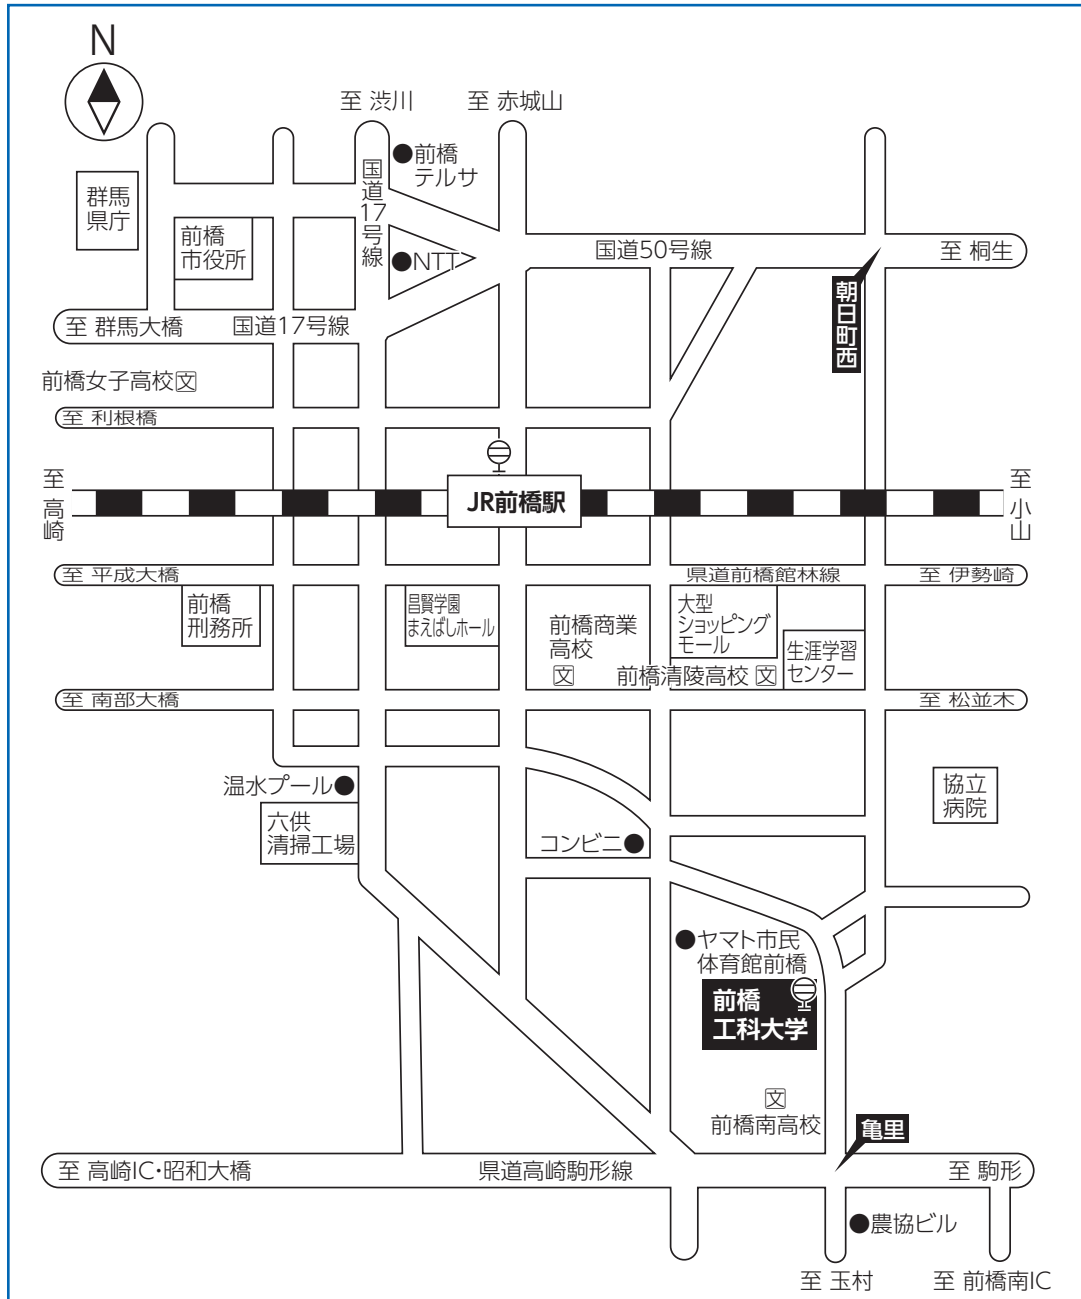 N
至 渋川
至 赤城山
前橋
テルサ
国道17号線
群馬
県庁
前橋
市役所
NTT
国道50号線
至 桐生
朝日町西
至 群馬大橋
国道17号線
前橋女子高校文
至 利根橋
至高崎
JR前橋駅
至小山
至 平成大橋
県道前橋館林線
至 伊勢崎
前橋
刑務所
昌賢学園
まえばしホール
前橋商業
高校
文
大型
ショッピング
モール
生涯学習
センター
前橋清陵高校 文
至 南部大橋
至 松並木
温水プール
六供
清掃工場
協立
病院
コンビニ
ヤマト市民
体育館前橋
前橋
工科大学
文
前橋南高校
亀里
至 高崎IC・昭和大橋
県道高崎駒形線
至 駒形
農協ビル
至 玉村
至 前橋南IC